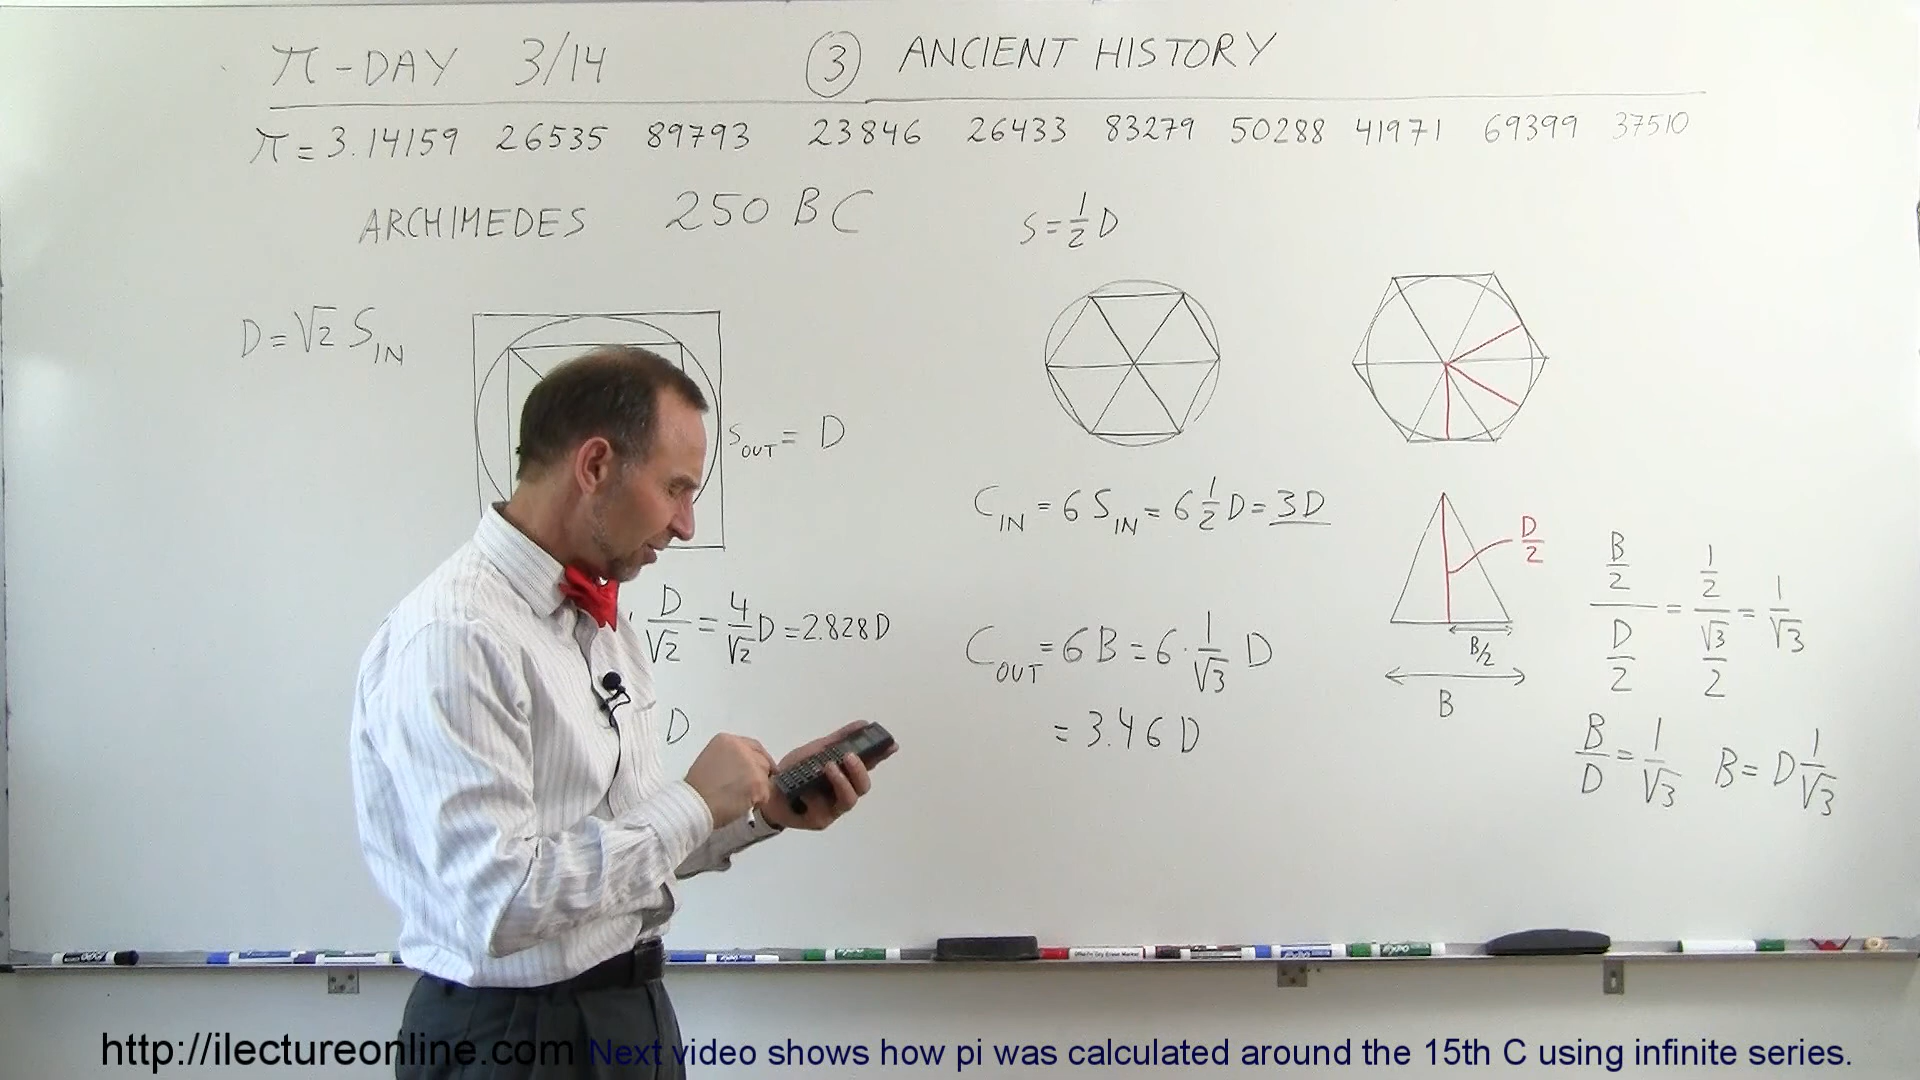 π-DAY 3/14 ③ ANCIENT HISTORY
π = 3.14159 26535 89793 23846 26433 83279 50288 41971 69399 37510
ARCHIMEDES 250 BC
S = 1/2 D
D = √2 S_IN
S_OUT = D
C_IN = 6 S_IN = 6 1/2 D = 3D
D/2
B/2
B
(B/2)/(D/2) = (1/2)/(√3/2) = 1/√3
D/√2 = 4/√2 D = 2.828 D
C_OUT = 6B = 6 · 1/√3 D
= 3.46 D
D
B/D = 1/√3 B = D 1/√3
http://ilectureonline.com Next video shows how pi was calculated around the 15th C using infinite series.